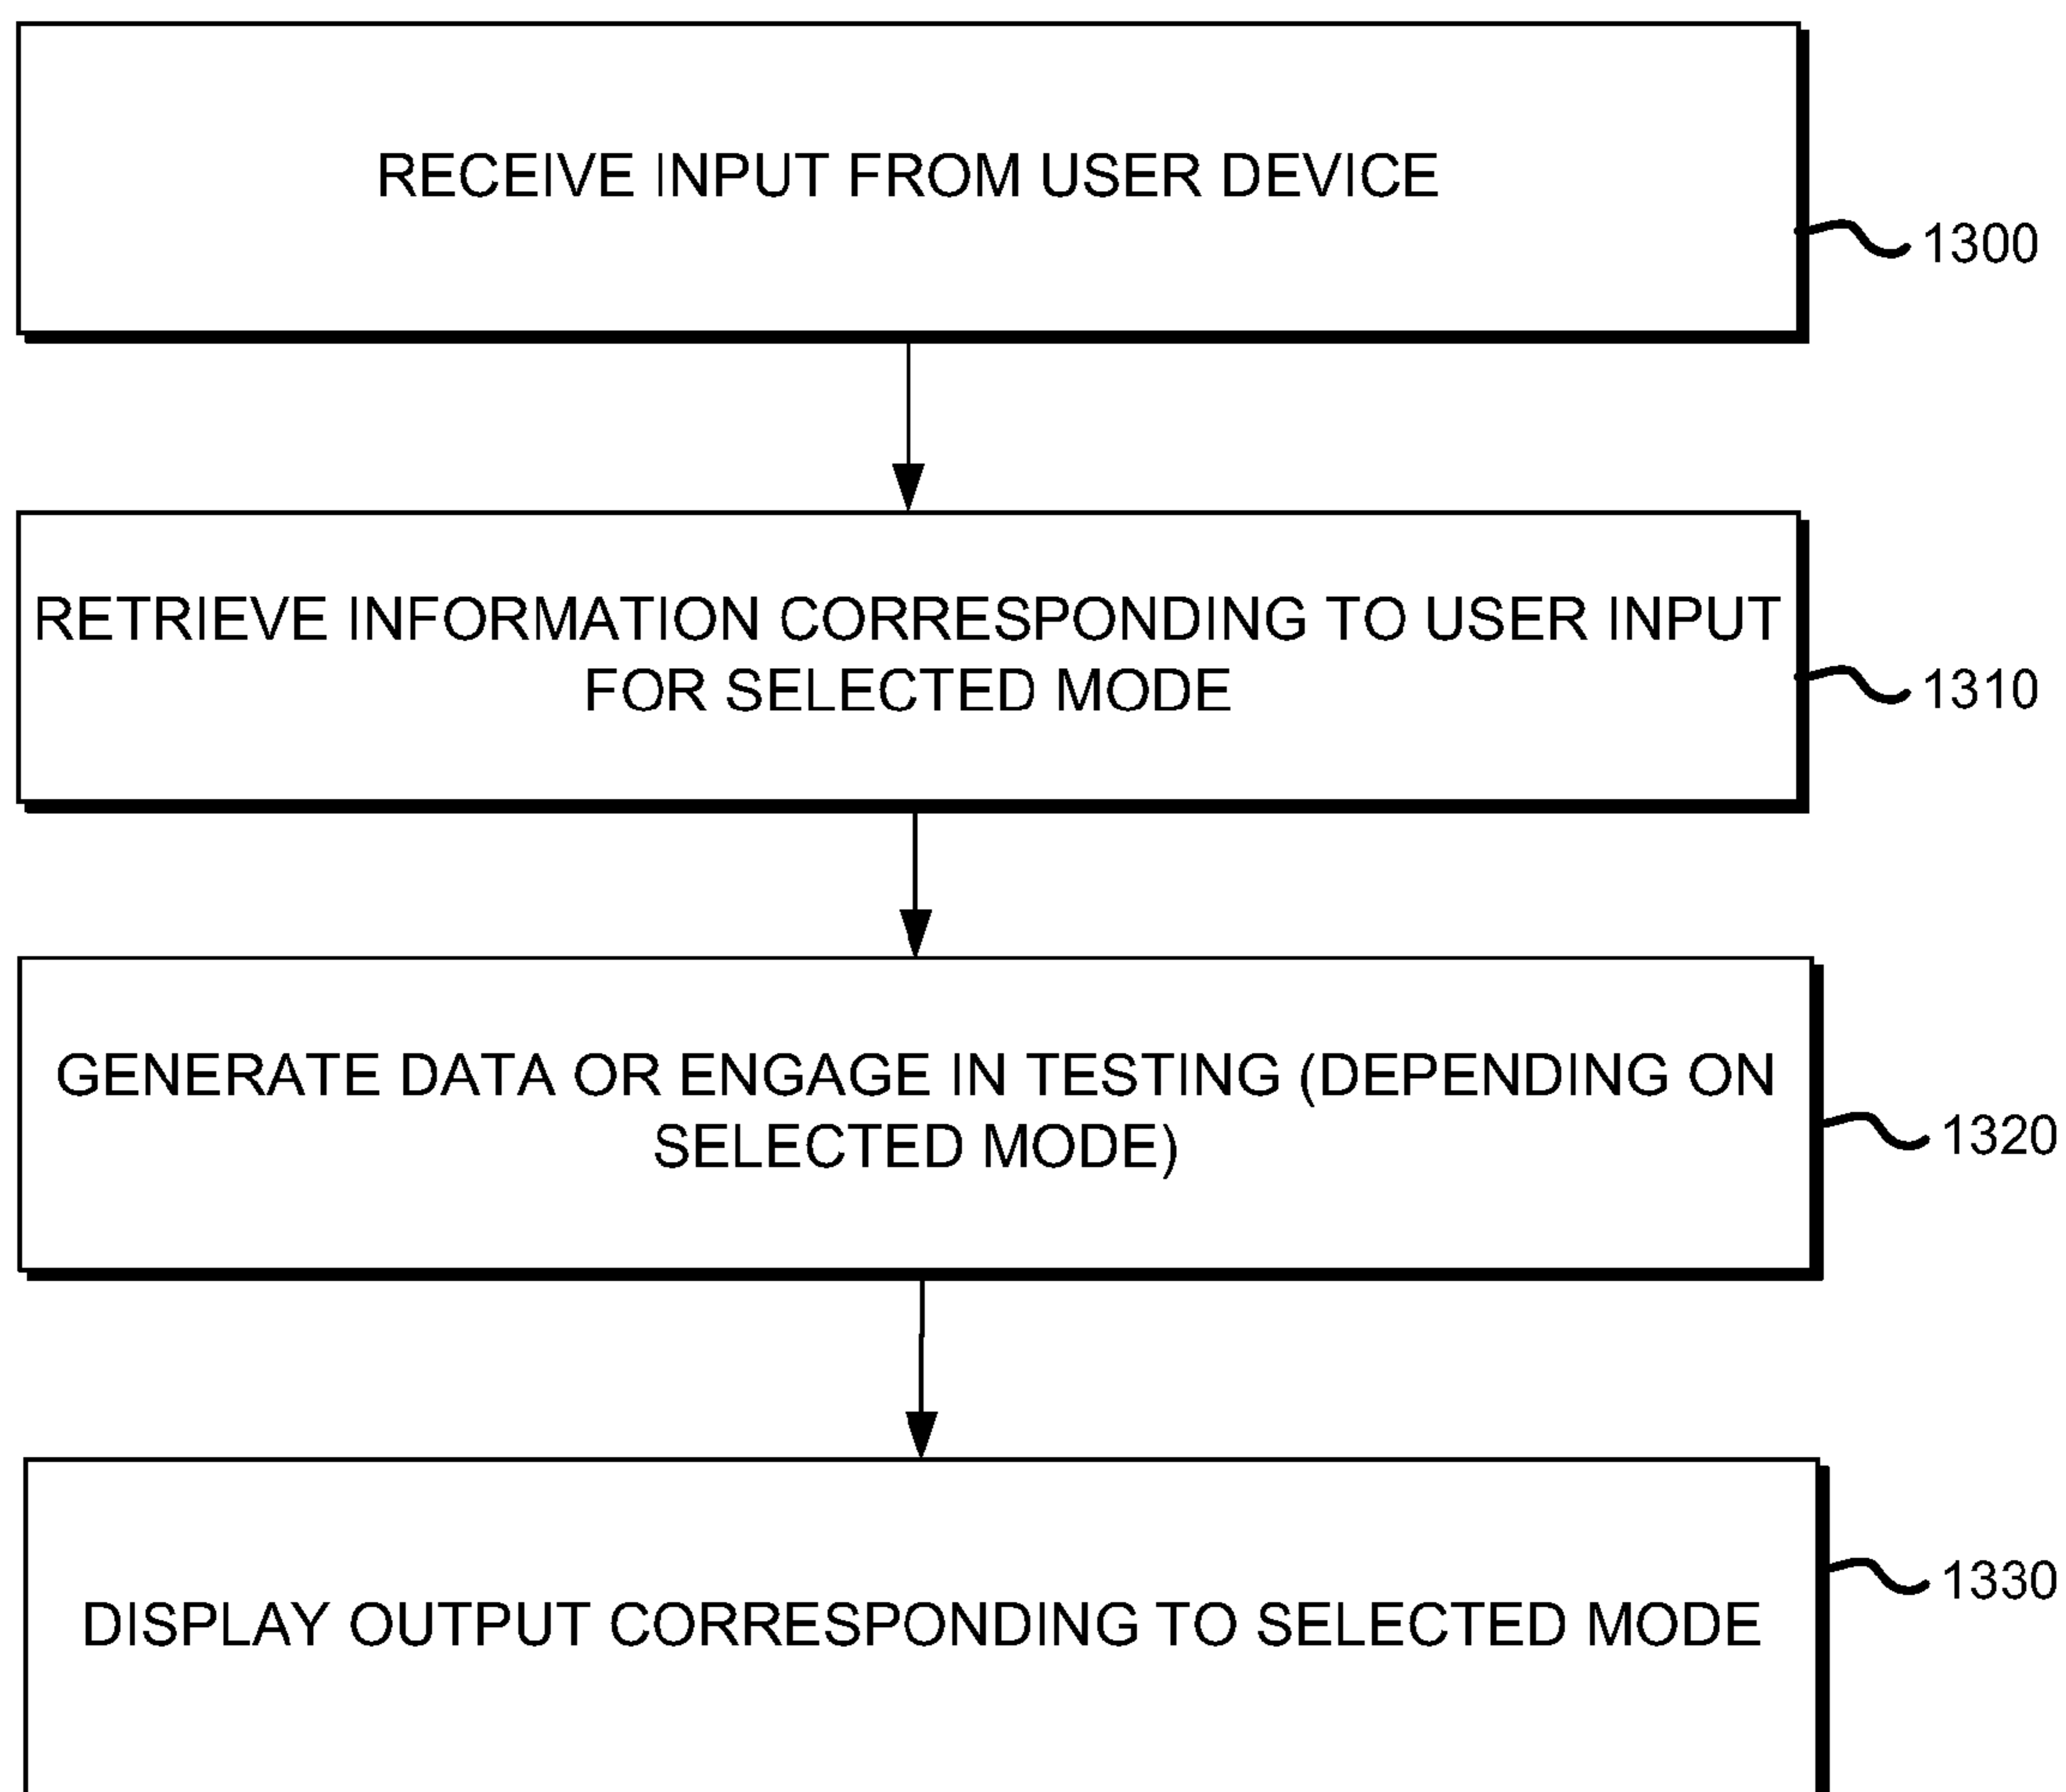 RECEIVE INPUT FROM USER DEVICE
1300
RETRIEVE INFORMATION CORRESPONDING TO USER INPUT
FOR SELECTED MODE
1310
GENERATE DATA OR ENGAGE IN TESTING (DEPENDING ON
SELECTED MODE)
1320
DISPLAY OUTPUT CORRESPONDING TO SELECTED MODE
1330